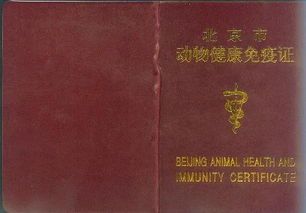 北京市
动物健康免疫证
BEIJING ANIMAL HEALTH AND
IMMUNITY CERTIFICATE